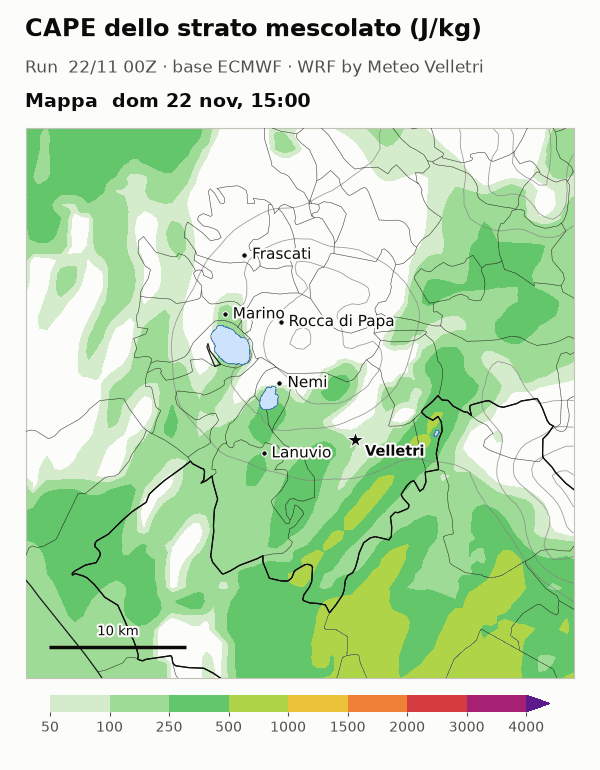 CAPE dello strato mescolato (J/kg)
Run  22/11 00Z · base ECMWF · WRF by Meteo Velletri
Mappa  dom 22 nov, 15:00
Frascati
Marino
Rocca di Papa
Nemi
Velletri
Lanuvio
10 km
50 100 250 500 1000 1500 2000 3000 4000